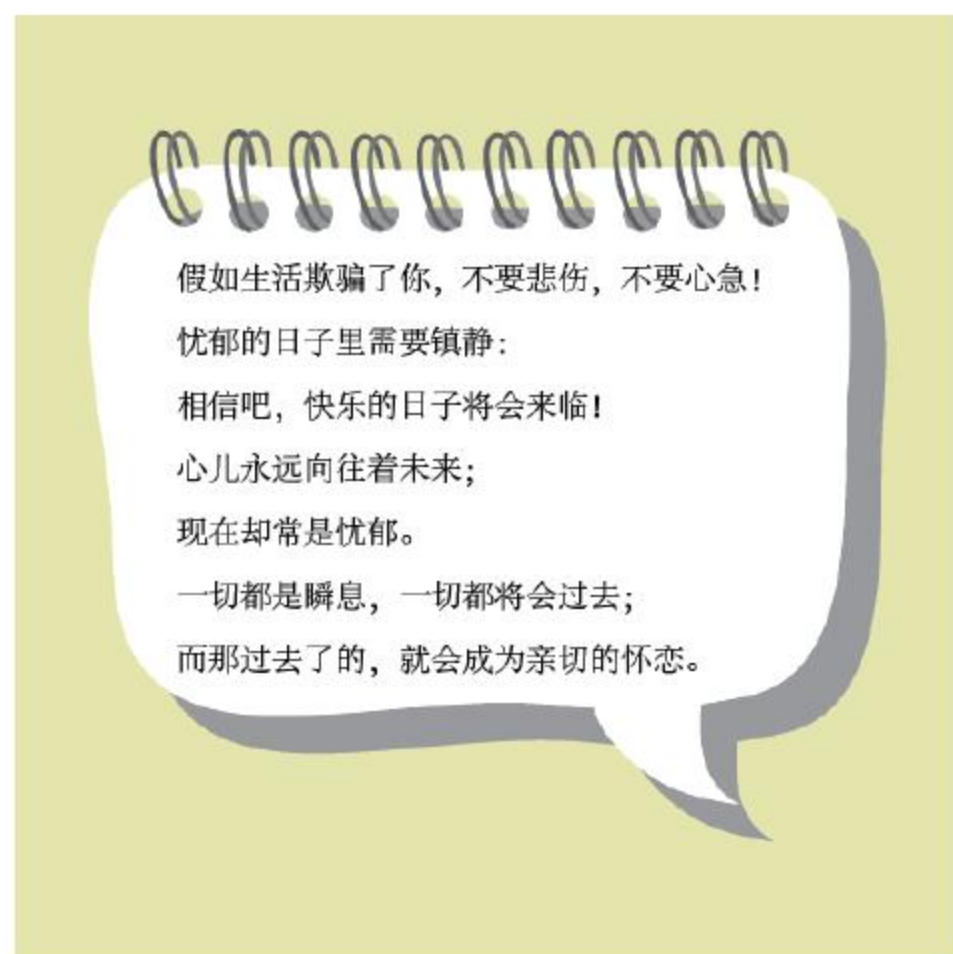 假如生活欺骗了你，不要悲伤，不要心急！
忧郁的日子里需要镇静：
相信吧，快乐的日子将会来临！
心儿永远向往着未来；
现在却常是忧郁。
一切都是瞬息，一切都将会过去；
而那过去了的，就会成为亲切的怀恋。